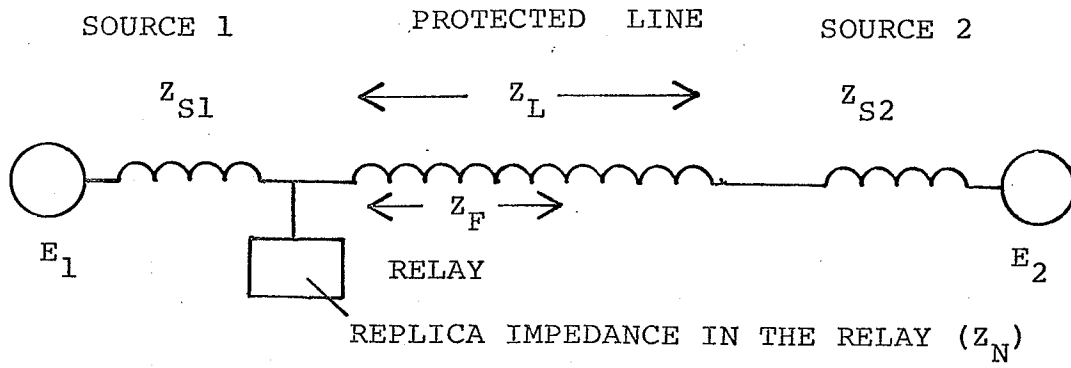 SOURCE 1 PROTECTED LINE SOURCE 2
Z_S1 Z_L Z_S2
Z_F
E_1 RELAY E_2
REPLICA IMPEDANCE IN THE RELAY (Z_N)